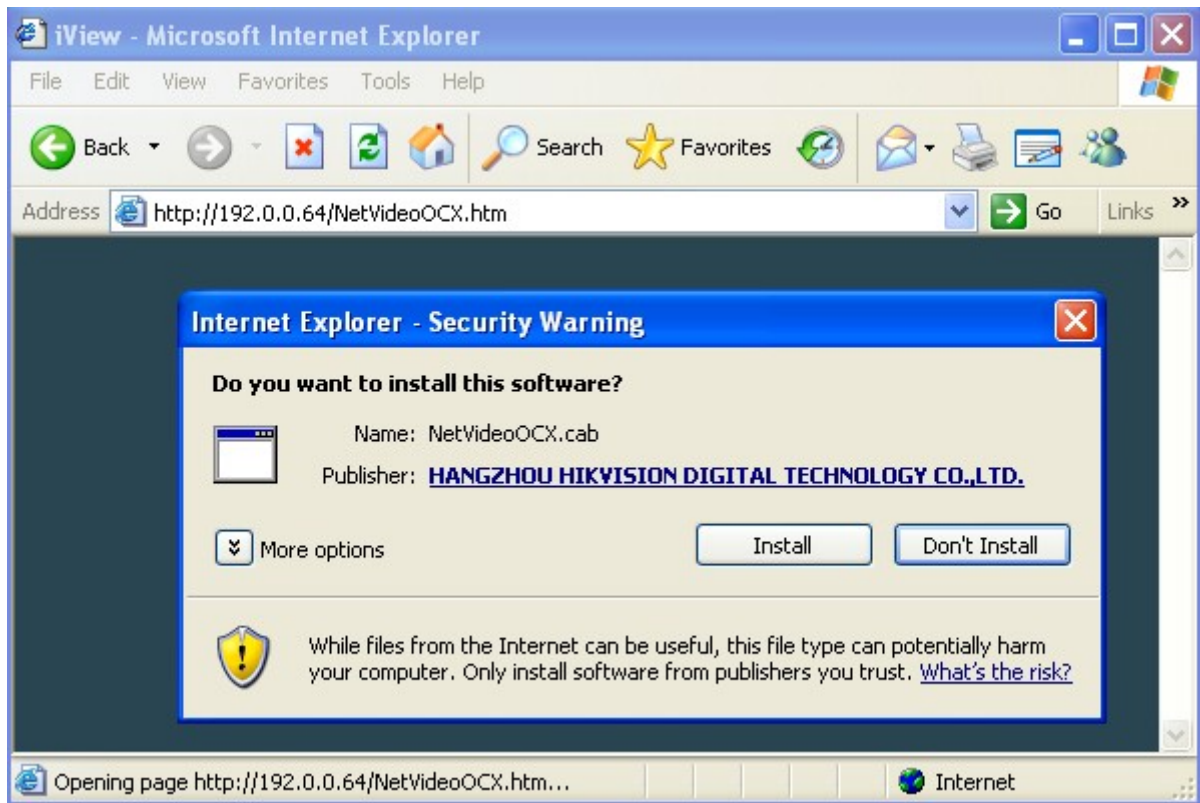 iView - Microsoft Internet Explorer
File Edit View Favorites Tools Help
Back Search Favorites
Address http://192.0.0.64/NetVideoOCX.htm Go Links »
Internet Explorer - Security Warning
Do you want to install this software?
Name: NetVideoOCX.cab
Publisher: HANGZHOU HIKVISION DIGITAL TECHNOLOGY CO.,LTD.
More options Install Don't Install
While files from the Internet can be useful, this file type can potentially harm
your computer. Only install software from publishers you trust. What's the risk?
Opening page http://192.0.0.64/NetVideoOCX.htm... Internet